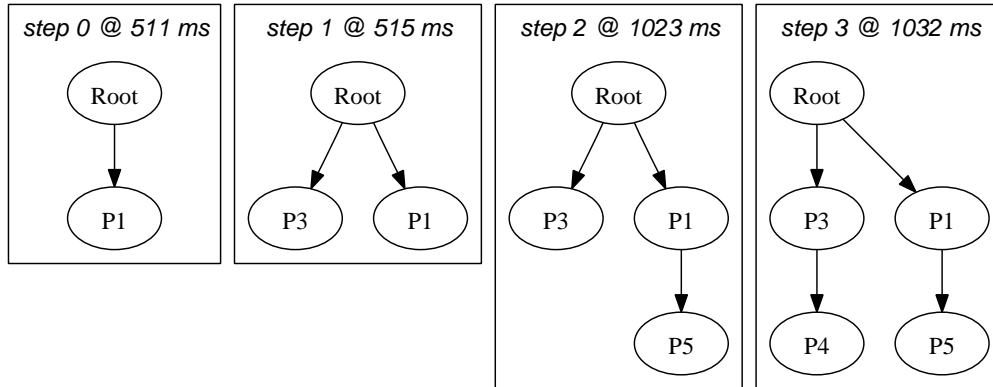 step 0 @ 511 ms
Root
P1
step 1 @ 515 ms
Root
P3 P1
step 2 @ 1023 ms
Root
P3 P1
P5
step 3 @ 1032 ms
Root
P3 P1
P4 P5